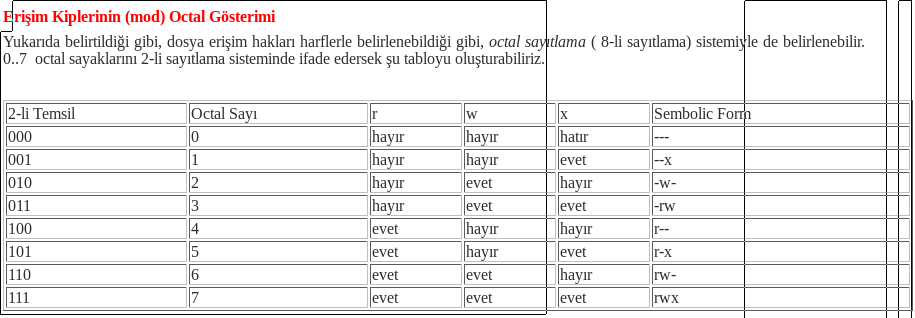 Erişim Kiplerinin (mod) Octal Gösterimi
Yukarıda belirtildiği gibi, dosya erişim hakları harflerle belirlenebildiği gibi, octal sayıtlama ( 8-li sayıtlama) sistemiyle de belirlenebilir.
0..7 octal sayaklarını 2-li sayıtlama sisteminde ifade edersek şu tabloyu oluşturabiliriz.
2-li Temsil Octal Sayı r w x Sembolic Form
000 0 hayır hayır hatır ---
001 1 hayır hayır evet --x
010 2 hayır evet hayır -w-
011 3 hayır evet evet -rw
100 4 evet hayır hayır r--
101 5 evet hayır evet r-x
110 6 evet evet hayır rw-
111 7 evet evet evet rwx